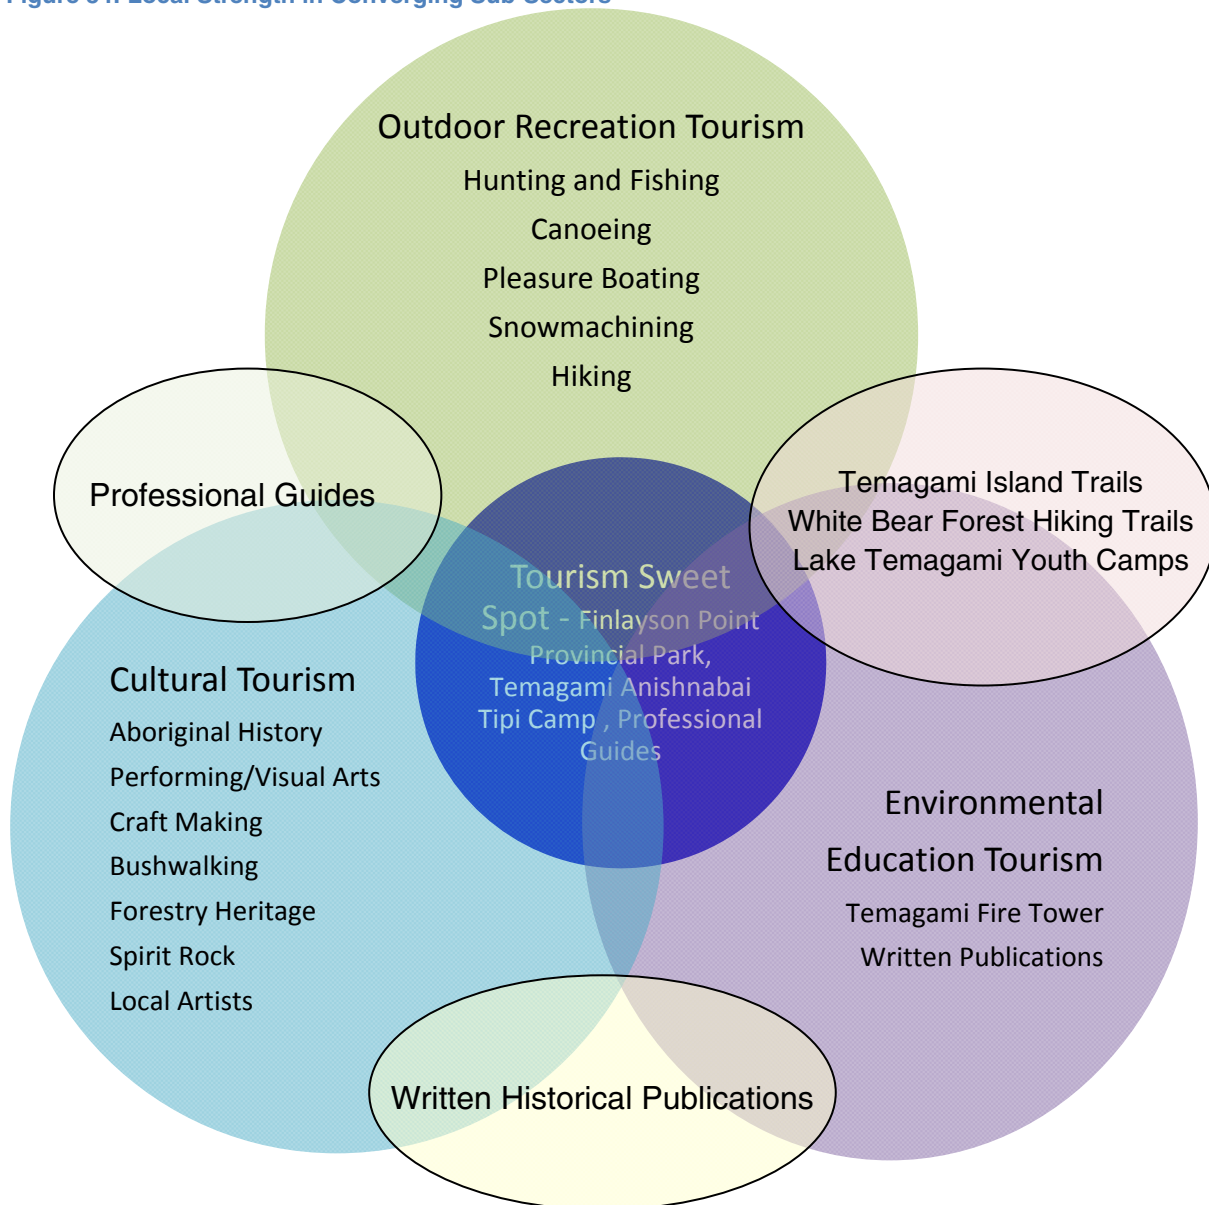 Outdoor Recreation Tourism
Hunting and Fishing
Canoeing
Pleasure Boating
Snowmachining
Hiking
Professional Guides
Temagami Island Trails
White Bear Forest Hiking Trails
Lake Temagami Youth Camps
Tourism Sweet
Spot - Finlayson Point
Provincial Park,
Temagami Anishnabai
Tipi Camp , Professional
Guides
Cultural Tourism
Aboriginal History
Performing/Visual Arts
Craft Making
Bushwalking
Forestry Heritage
Spirit Rock
Local Artists
Environmental
Education Tourism
Temagami Fire Tower
Written Publications
Written Historical Publications